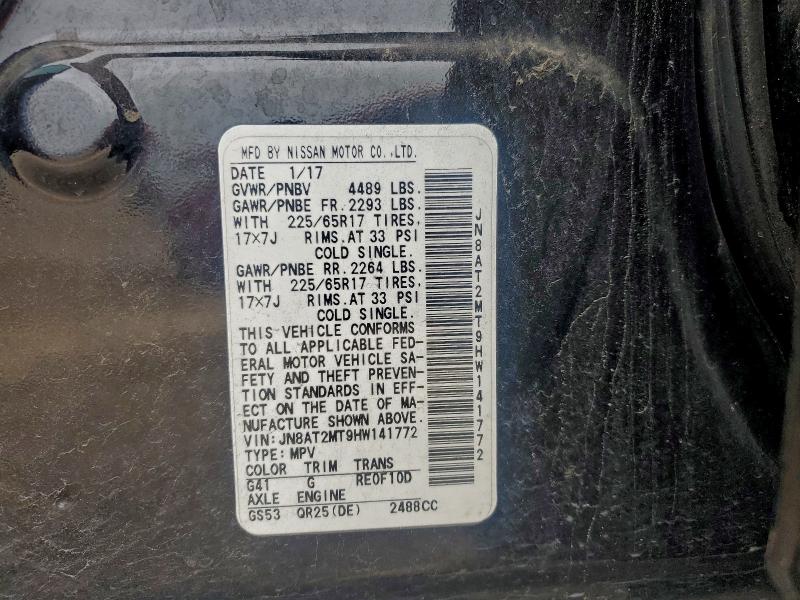 MFD BY NISSAN MOTOR CO.,LTD.
DATE 1/17
GVWR/PNBV 4489 LBS.
GAWR/PNBE FR. 2293 LBS.
WITH 225/65R17 TIRES,
17×7J RIMS.AT 33 PSI
COLD SINGLE.
GAWR/PNBE RR. 2264 LBS.
WITH 225/65R17 TIRES,
17×7J RIMS.AT 33 PSI
COLD SINGLE.
THIS VEHICLE CONFORMS
TO ALL APPLICABLE FED-
ERAL MOTOR VEHICLE SA-
FETY AND THEFT PREVEN-
TION STANDARDS IN EFF-
ECT ON THE DATE OF MA-
NUFACTURE SHOWN ABOVE.
VIN: JN8AT2MT9HW141772
TYPE: MPV
COLOR TRIM TRANS
G41 G RE0F10D
AXLE ENGINE
GS53 QR25(DE) 2488CC
JN8AT2MT9HW141772